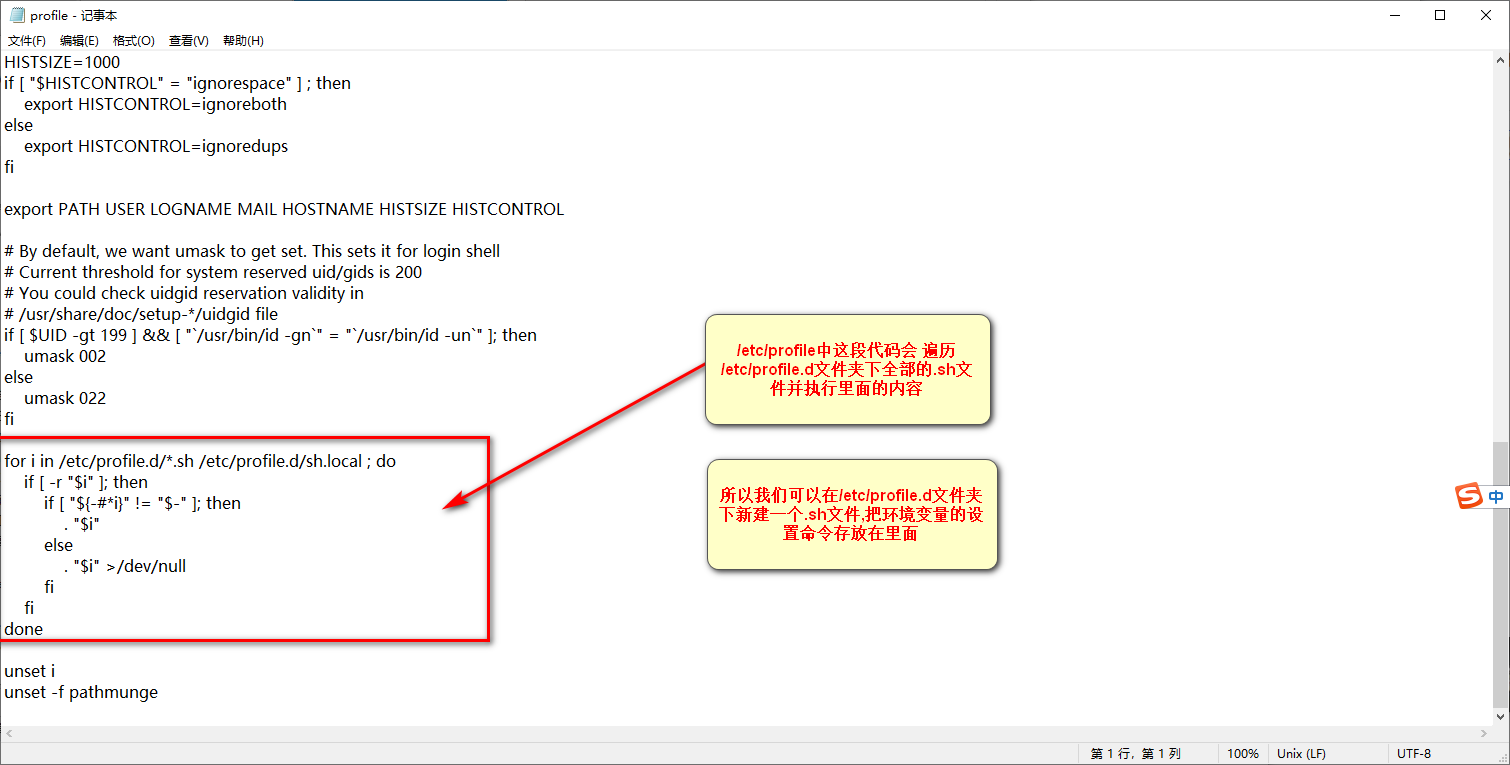 profile - 记事本
文件(F) 编辑(E) 格式(O) 查看(V) 帮助(H)
HISTSIZE=1000
if [ "$HISTCONTROL" = "ignorespace" ] ; then
    export HISTCONTROL=ignoreboth
else
    export HISTCONTROL=ignoredups
fi
export PATH USER LOGNAME MAIL HOSTNAME HISTSIZE HISTCONTROL
# By default, we want umask to get set. This sets it for login shell
# Current threshold for system reserved uid/gids is 200
# You could check uidgid reservation validity in
# /usr/share/doc/setup-*/uidgid file
if [ $UID -gt 199 ] && [ "`/usr/bin/id -gn`" = "`/usr/bin/id -un`" ]; then
    umask 002
else
    umask 022
fi
for i in /etc/profile.d/*.sh /etc/profile.d/sh.local ; do
    if [ -r "$i" ]; then
        if [ "${-#*i}" != "$-" ]; then
            . "$i"
        else
            . "$i" >/dev/null
        fi
    fi
done
unset i
unset -f pathmunge
/etc/profile中这段代码会 遍历
/etc/profile.d文件夹下全部的.sh文
件并执行里面的内容
所以我们可以在/etc/profile.d文件夹
下新建一个.sh文件,把环境变量的设
置命令存放在里面
S 中
第 1 行，第 1 列 100% Unix (LF) UTF-8